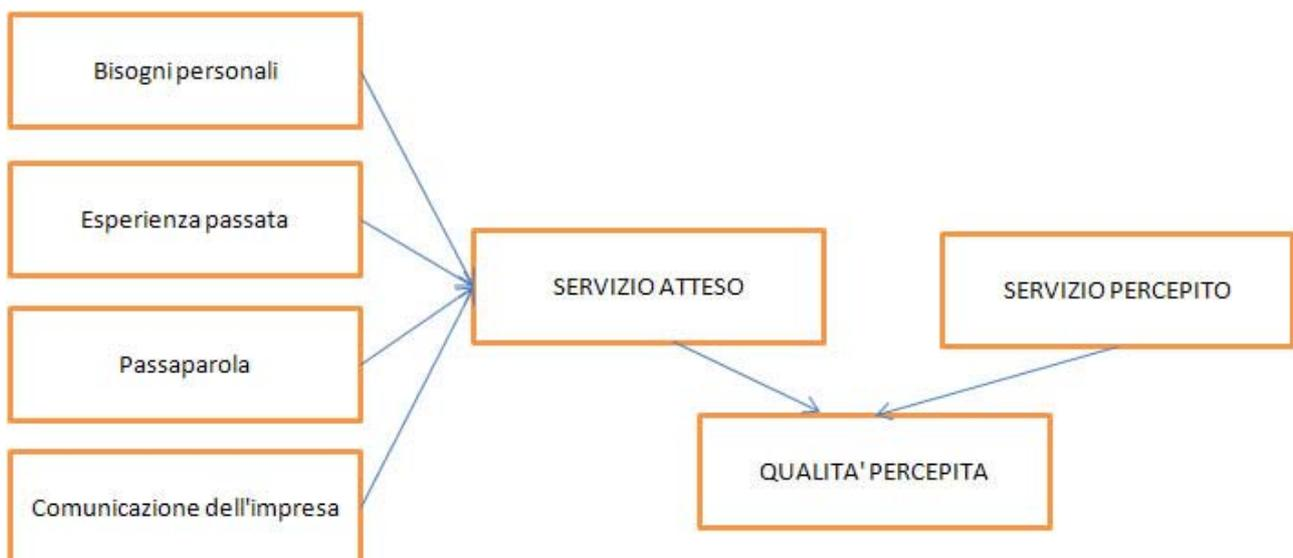 Bisogni personali
Esperienza passata
Passaparola
Comunicazione dell'impresa
SERVIZIO ATTESO
SERVIZIO PERCEPITO
QUALITA' PERCEPITA